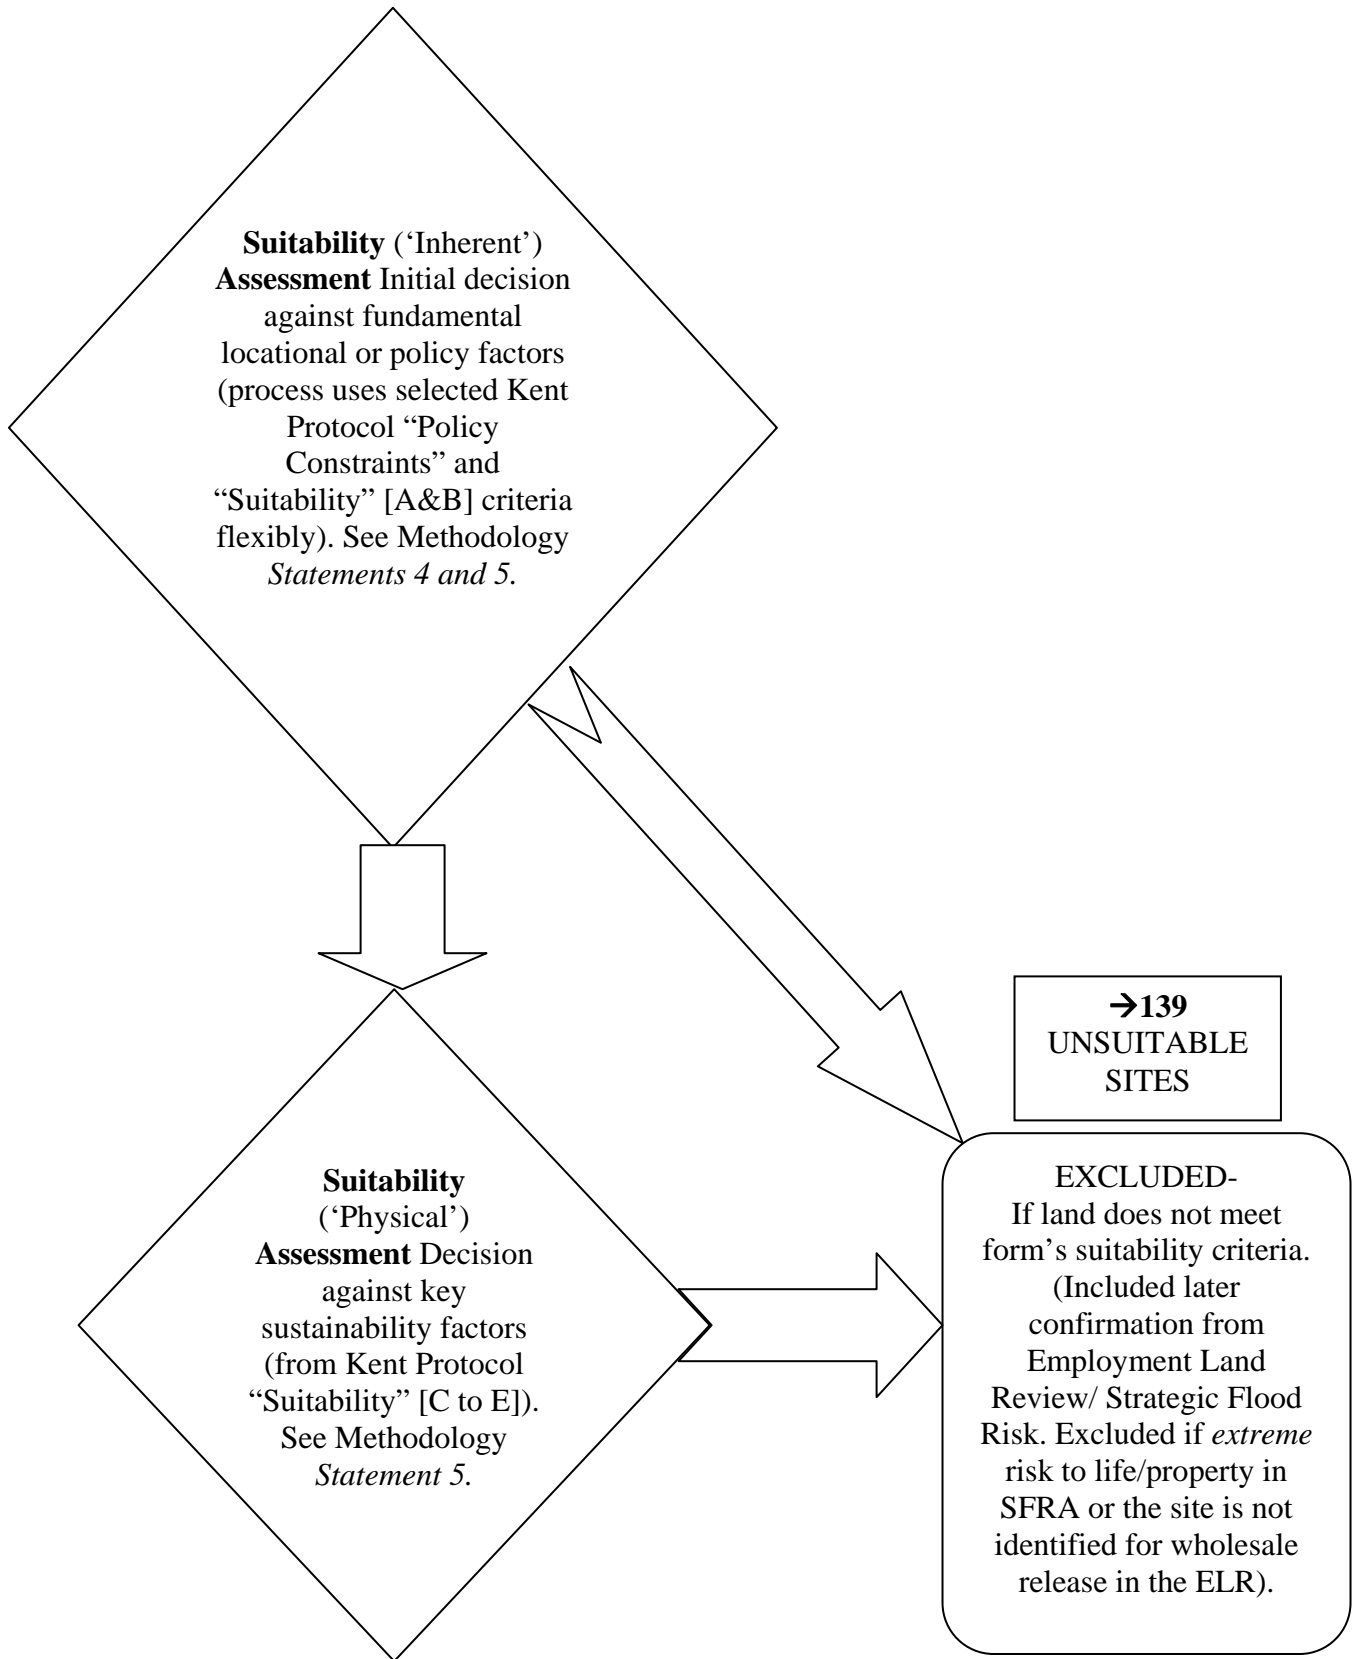 Suitability (‘Inherent’)
Assessment Initial decision
against fundamental
locational or policy factors
(process uses selected Kent
Protocol “Policy
Constraints” and
“Suitability” [A&B] criteria
flexibly). See Methodology
Statements 4 and 5.
→139
UNSUITABLE
SITES
Suitability
(‘Physical’)
Assessment Decision
against key
sustainability factors
(from Kent Protocol
“Suitability” [C to E]).
See Methodology
Statement 5.
EXCLUDED-
If land does not meet
form’s suitability criteria.
(Included later
confirmation from
Employment Land
Review/ Strategic Flood
Risk. Excluded if extreme
risk to life/property in
SFRA or the site is not
identified for wholesale
release in the ELR).